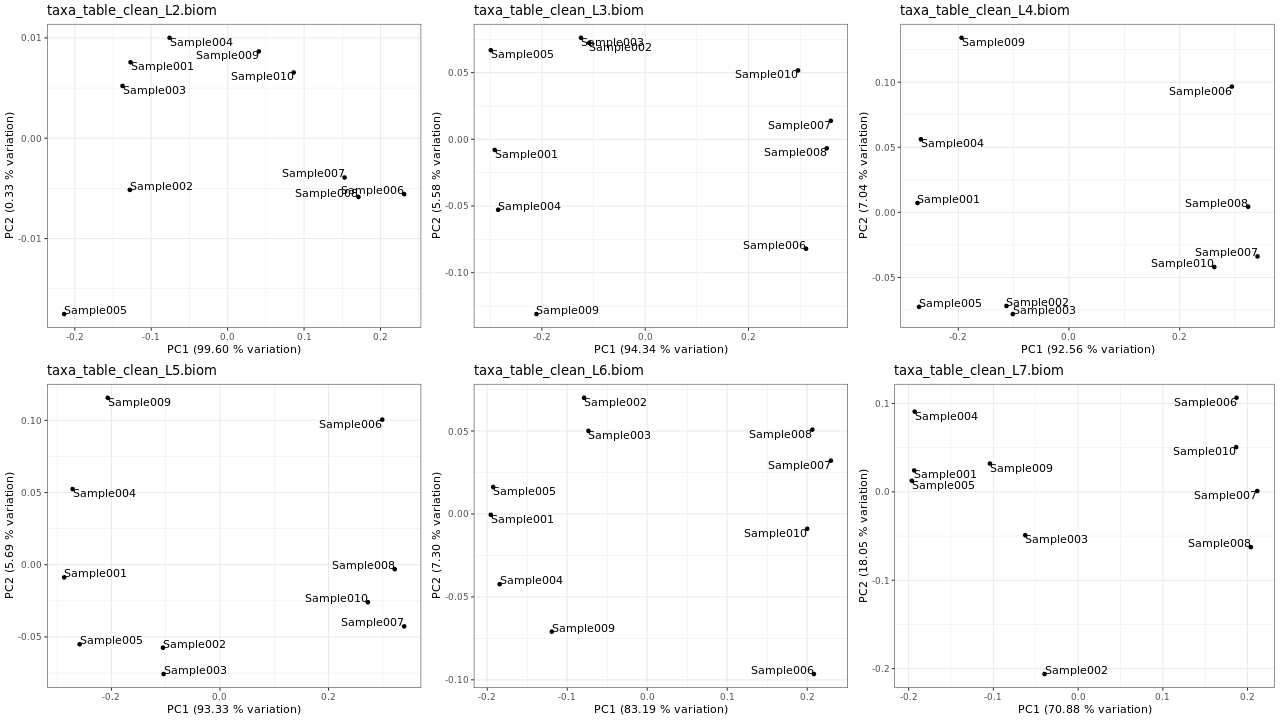 taxa_table_clean_L2.biom
PC2 (0.33 % variation)
0.01
0.00
-0.01
Sample004
Sample009
Sample001
Sample010
Sample003
Sample002
Sample007
Sample008
Sample006
Sample005
-0.2
-0.1
0.0
0.1
0.2
PC1 (99.60 % variation)
taxa_table_clean_L3.biom
PC2 (5.58 % variation)
0.05
0.00
-0.05
-0.10
Sample003
Sample002
Sample005
Sample010
Sample007
Sample008
Sample001
Sample004
Sample006
Sample009
-0.2
0.0
0.2
PC1 (94.34 % variation)
taxa_table_clean_L4.biom
PC2 (7.04 % variation)
0.10
0.05
0.00
-0.05
Sample009
Sample006
Sample004
Sample001
Sample008
Sample007
Sample010
Sample005
Sample002
Sample003
-0.2
0.0
0.2
PC1 (92.56 % variation)
taxa_table_clean_L5.biom
PC2 (5.69 % variation)
0.10
0.05
0.00
-0.05
Sample009
Sample006
Sample004
Sample008
Sample001
Sample010
Sample007
Sample005
Sample002
Sample003
-0.2
0.0
0.2
PC1 (93.33 % variation)
taxa_table_clean_L6.biom
PC2 (7.30 % variation)
0.05
0.00
-0.05
-0.10
Sample002
Sample003
Sample008
Sample007
Sample005
Sample001
Sample010
Sample004
Sample009
Sample006
-0.2
-0.1
0.0
0.1
0.2
PC1 (83.19 % variation)
taxa_table_clean_L7.biom
PC2 (18.05 % variation)
0.1
0.0
-0.1
-0.2
Sample006
Sample004
Sample010
Sample009
Sample001
Sample005
Sample007
Sample003
Sample008
Sample002
-0.2
-0.1
0.0
0.1
0.2
PC1 (70.88 % variation)